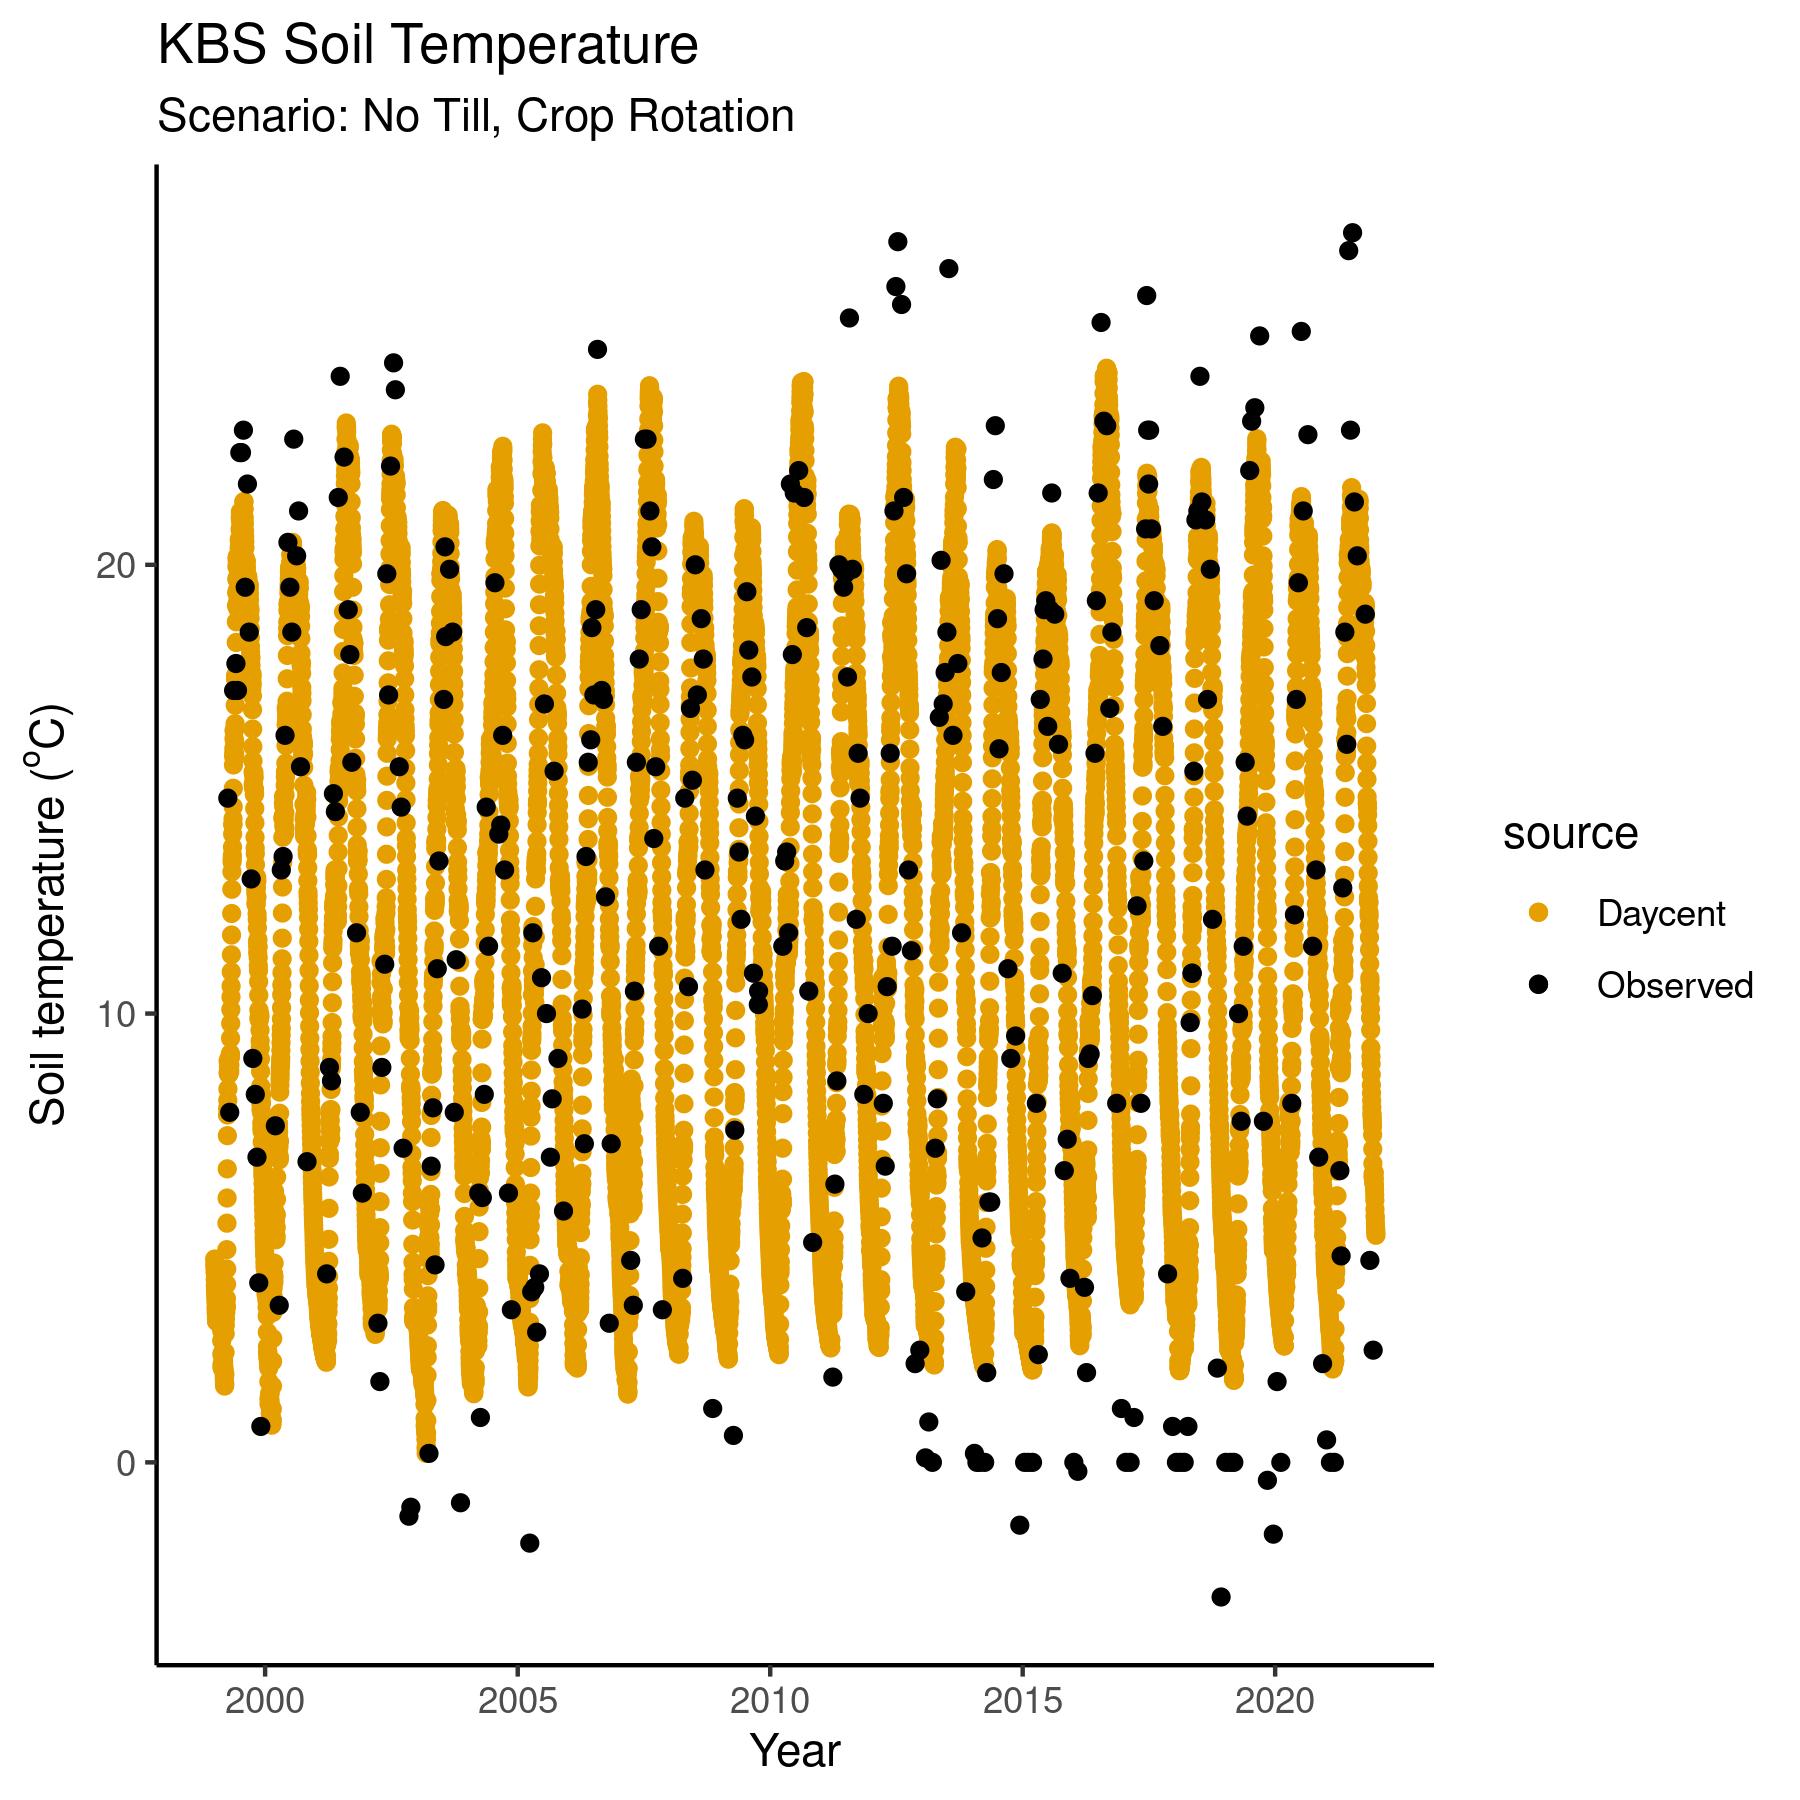 KBS Soil Temperature
Scenario: No Till, Crop Rotation
Soil temperature (°C)
20
10
0
2000 2005 2010 2015 2020
Year
source
Daycent
Observed